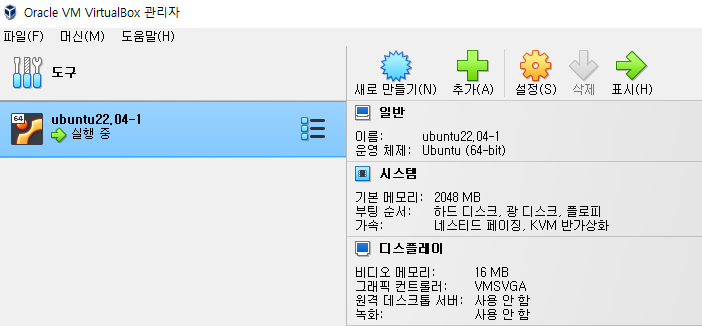 Oracle VM VirtualBox 관리자
파일(F) 머신(M) 도움말(H)
도구
새로 만들기(N) 추가(A) 설정(S) 삭제 표시(H)
64
ubuntu22.04-1
실행 중
일반
이름: ubuntu22.04-1
운영 체제: Ubuntu (64-bit)
시스템
기본 메모리: 2048 MB
부팅 순서: 하드 디스크, 광 디스크, 플로피
가속: 네스티드 페이징, KVM 반가상화
디스플레이
비디오 메모리: 16 MB
그래픽 컨트롤러: VMSVGA
원격 데스크톱 서버: 사용 안 함
녹화: 사용 안 함